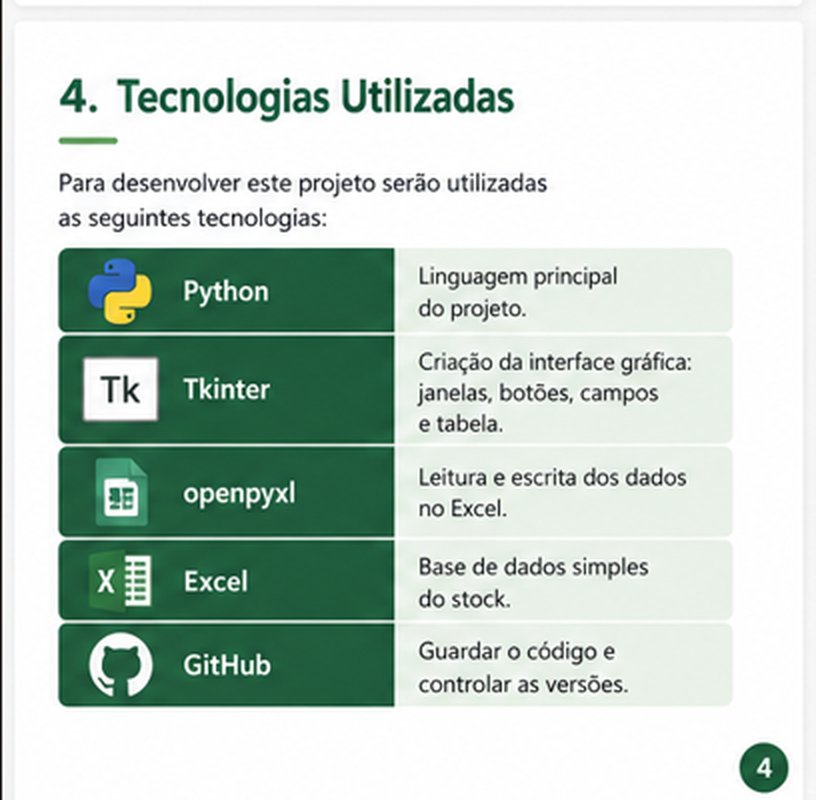 4. Tecnologias Utilizadas
Para desenvolver este projeto serão utilizadas
as seguintes tecnologias:
Python
Linguagem principal
do projeto.
Tk
Tkinter
Criação da interface gráfica:
janelas, botões, campos
e tabela.
openpyxl
Leitura e escrita dos dados
no Excel.
X
Excel
Base de dados simples
do stock.
GitHub
Guardar o código e
controlar as versões.
4